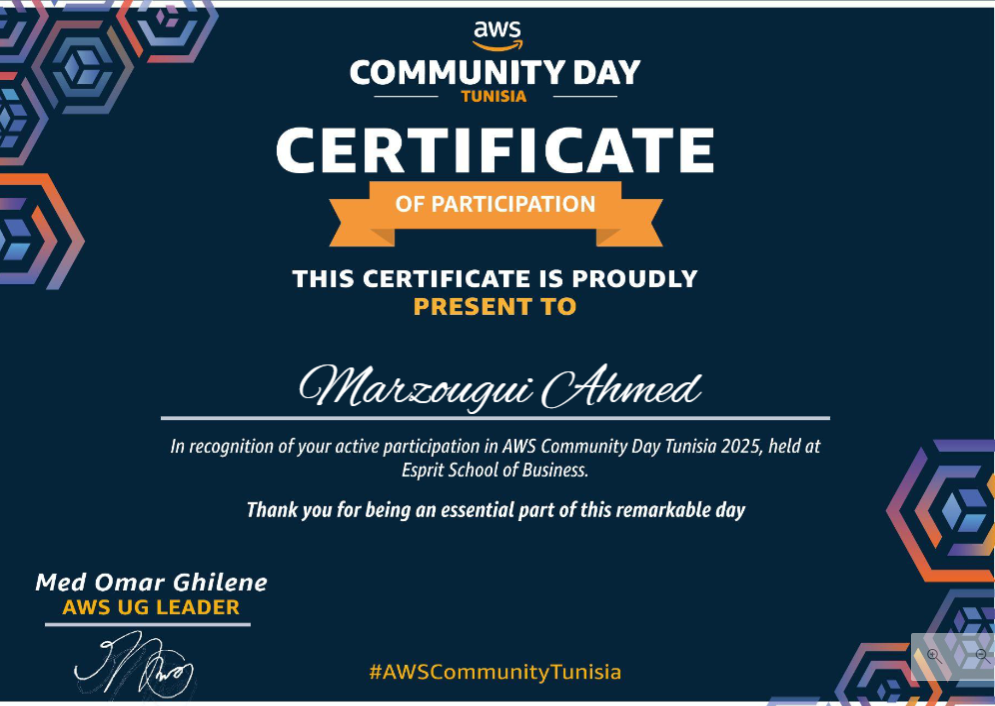 aws
COMMUNITY DAY
TUNISIA
CERTIFICATE
OF PARTICIPATION
THIS CERTIFICATE IS PROUDLY
PRESENT TO
Marzougui Ahmed
In recognition of your active participation in AWS Community Day Tunisia 2025, held at
Esprit School of Business.
Thank you for being an essential part of this remarkable day
Med Omar Ghilene
AWS UG LEADER
#AWSCommunityTunisia